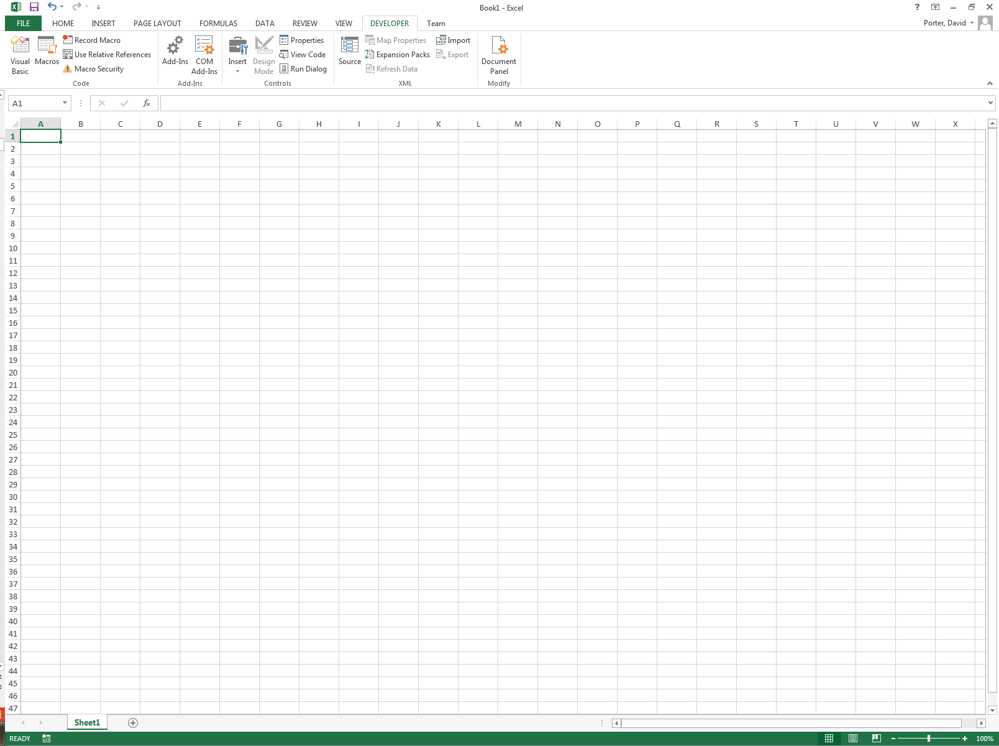 Book1 - Excel
?
FILE HOME INSERT PAGE LAYOUT FORMULAS DATA REVIEW VIEW DEVELOPER Team Porter, David
Visual Basic
Macros
Record Macro
Use Relative References
Macro Security
Code
Add-Ins
COM Add-Ins
Add-Ins
Insert
Design Mode
Properties
View Code
Run Dialog
Controls
Source
Map Properties
Expansion Packs
Refresh Data
Import
Export
XML
Document Panel
Modify
A1
fx
A B C D E F G H I J K L M N O P Q R S T U V W X
1
2
3
4
5
6
7
8
9
10
11
12
13
14
15
16
17
18
19
20
21
22
23
24
25
26
27
28
29
30
31
32
33
34
35
36
37
38
39
40
41
42
43
44
45
46
47
Sheet1
READY
100%